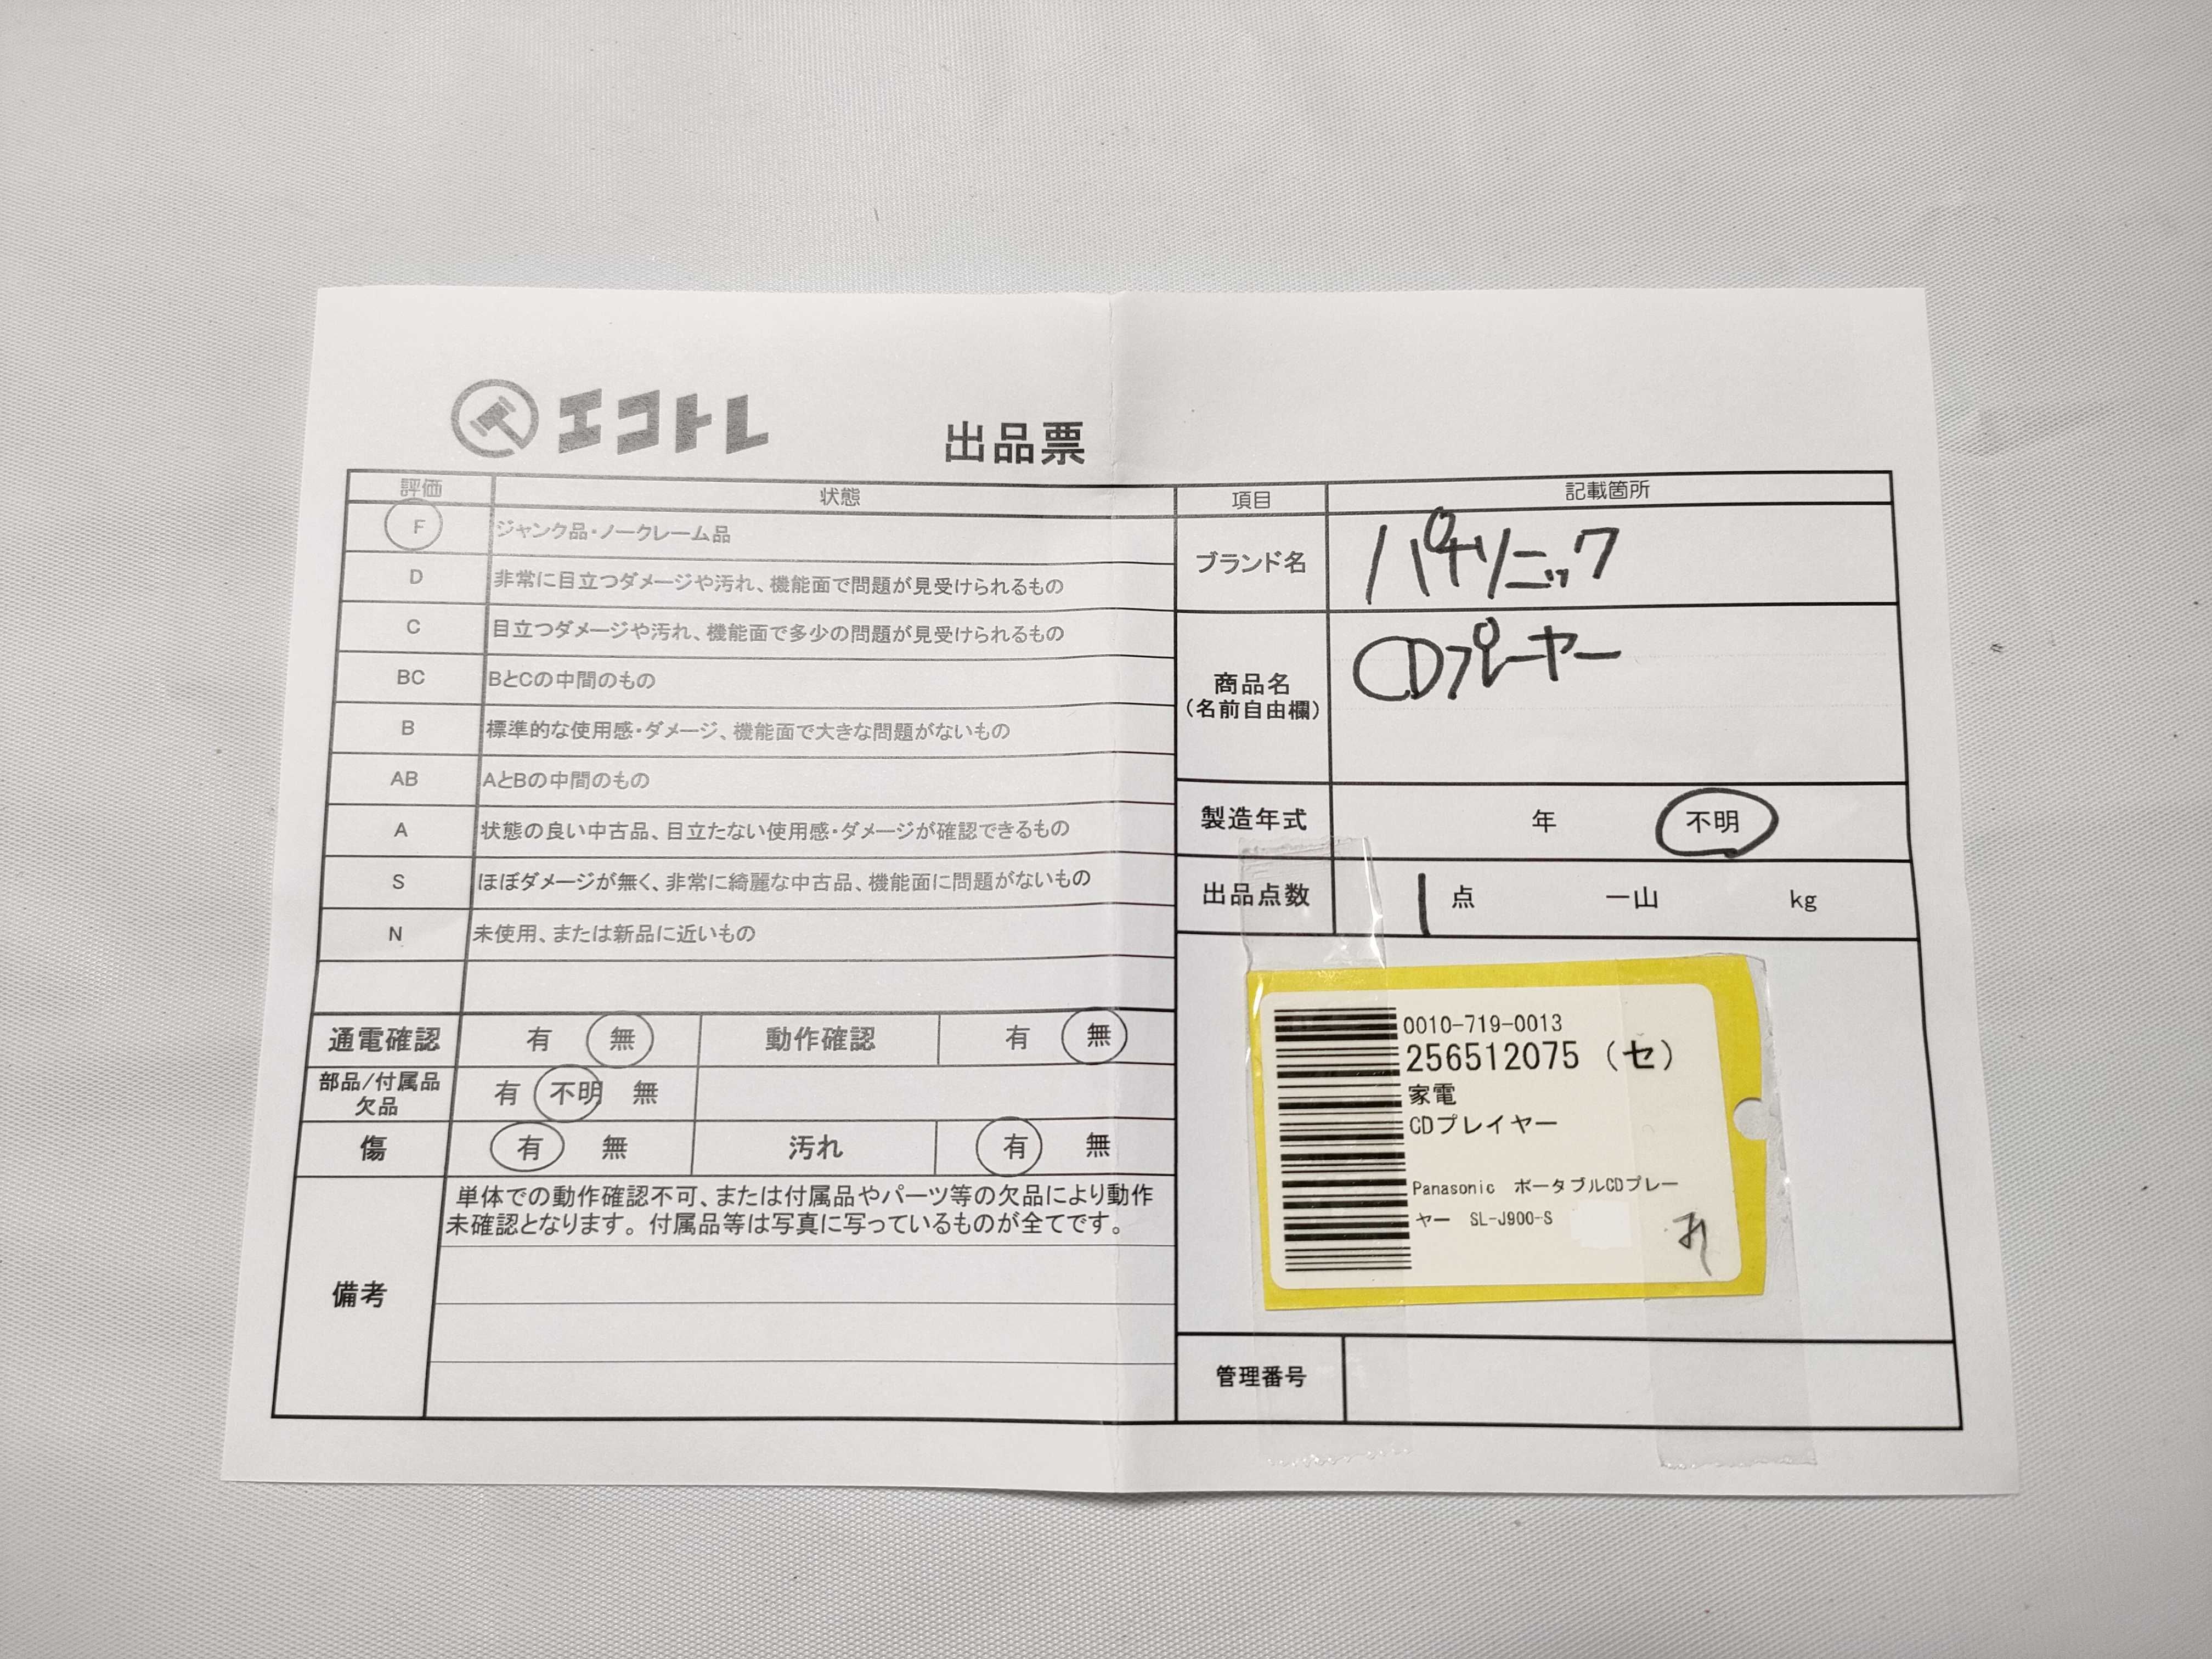 エコトレ
出品票
評価 状態
F ジャンク品・ノークレーム品
D 非常に目立つダメージや汚れ、機能面で問題が見受けられるもの
C 目立つダメージや汚れ、機能面で多少の問題が見受けられるもの
BC BとCの中間のもの
B 標準的な使用感・ダメージ、機能面で大きな問題がないもの
AB AとBの中間のもの
A 状態の良い中古品、目立たない使用感・ダメージが確認できるもの
S ほぼダメージが無く、非常に綺麗な中古品、機能面に問題がないもの
N 未使用、または新品に近いもの
通電確認 有 無 動作確認 有 無
部品/付属品
欠品
有 不明 無
傷 有 無 汚れ 有 無
備考
単体での動作確認不可、または付属品やパーツ等の欠品により動作
未確認となります。付属品等は写真に写っているものが全てです。
項目 記載箇所
ブランド名 パナソニック
商品名
(名前自由欄)
CDプレーヤー
製造年式 年 不明
出品点数 1 点 一山 kg
0010-719-0013
256512075 (セ)
家電
CDプレイヤー
Panasonic ポータブルCDプレー
ヤー SL-J900-S
管理番号